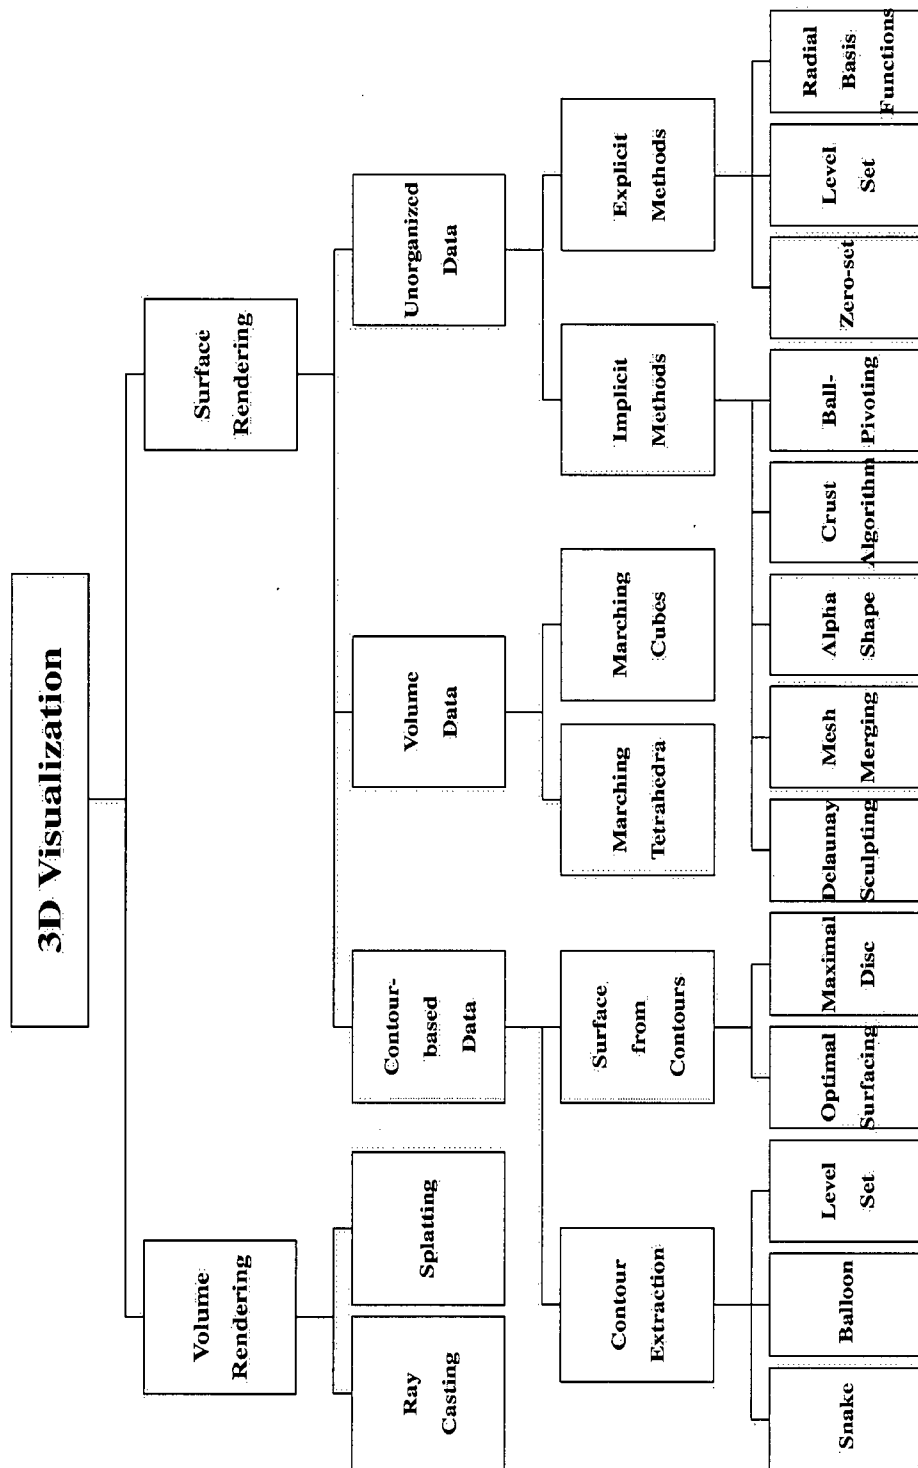 3D Visualization
Volume
Rendering
Surface
Rendering
Ray
Casting
Splatting
Contour-
based
Data
Volume
Data
Unorganized
Data
Contour
Extraction
Surface
from
Contours
Marching
Tetrahedra
Marching
Cubes
Implicit
Methods
Explicit
Methods
Snake
Balloon
Level
Set
Optimal
Surfacing
Maximal
Disc
Delaunay
Sculpting
Mesh
Merging
Alpha
Shape
Crust
Algorithm
Ball-
Pivoting
Zero-set
Level
Set
Radial
Basis
Functions